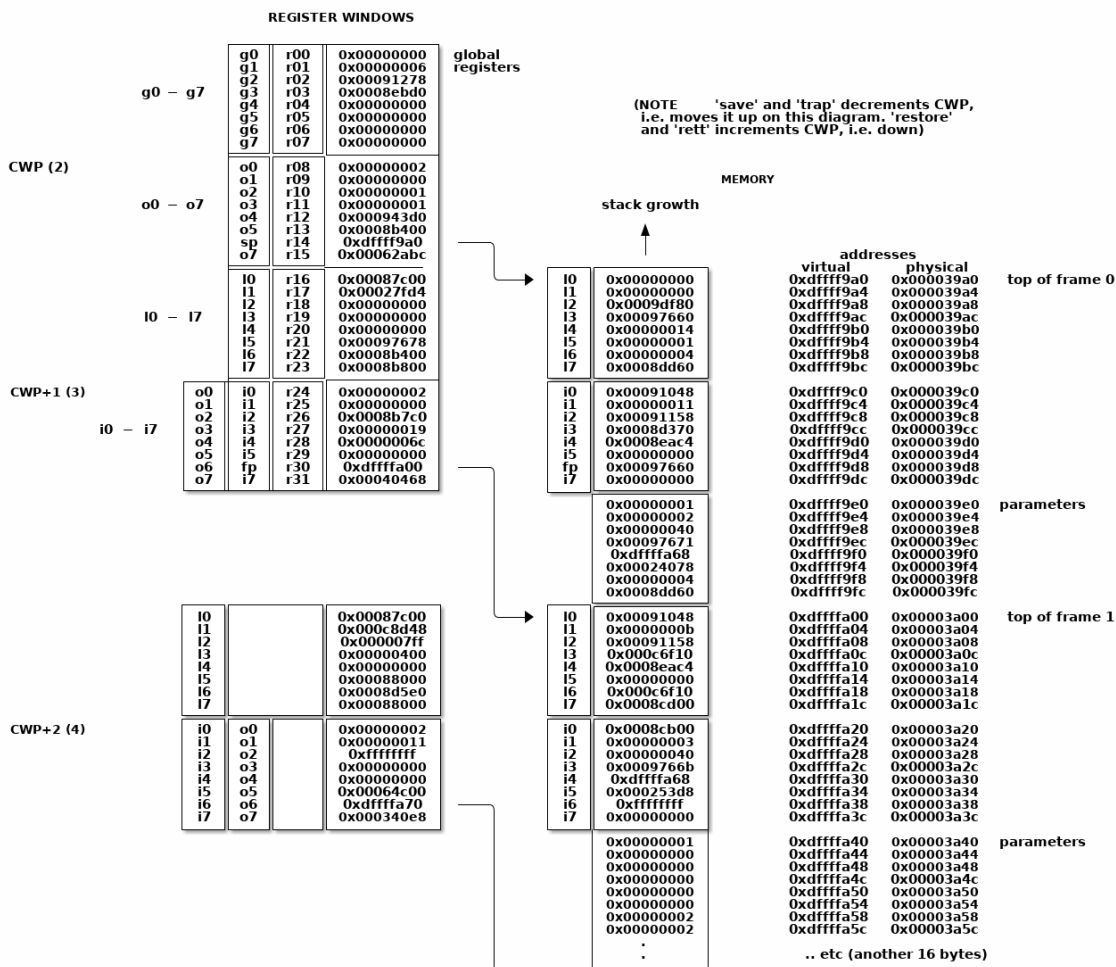 REGISTER WINDOWS
g0 r00 0x00000000 global
g1 r01 0x00000006 registers
g2 r02 0x00091278
g0 – g7 g3 r03 0x0008ebd0
g4 r04 0x00000000
g5 r05 0x00000000
g6 r06 0x00000000
g7 r07 0x00000000
(NOTE 'save' and 'trap' decrements CWP,
i.e. moves it up on this diagram. 'restore'
and 'rett' increments CWP, i.e. down)
CWP (2) o0 r08 0x00000002
o1 r09 0x00000000
o2 r10 0x00000001
o0 – o7 o3 r11 0x00000001
o4 r12 0x000943d0
o5 r13 0x0008b400
sp r14 0xdffff9a0
o7 r15 0x00062abc
MEMORY
stack growth
addresses
virtual physical
l0 r16 0x00087c00 l0 0x00000000 0xdffff9a0 0x000039a0 top of frame 0
l1 r17 0x00027fd4 l1 0x00000000 0xdffff9a4 0x000039a4
l2 r18 0x00000000 l2 0x0009df80 0xdffff9a8 0x000039a8
l0 – l7 l3 r19 0x00000000 l3 0x00097660 0xdffff9ac 0x000039ac
l4 r20 0x00000000 l4 0x00000014 0xdffff9b0 0x000039b0
l5 r21 0x00097678 l5 0x00000001 0xdffff9b4 0x000039b4
l6 r22 0x0008b400 l6 0x00000004 0xdffff9b8 0x000039b8
l7 r23 0x0008b800 l7 0x0008dd60 0xdffff9bc 0x000039bc
CWP+1 (3) o0 i0 r24 0x00000002 i0 0x00091048 0xdffff9c0 0x000039c0
o1 i1 r25 0x00000000 i1 0x00000011 0xdffff9c4 0x000039c4
o2 i2 r26 0x0008b7c0 i2 0x00091158 0xdffff9c8 0x000039c8
i0 – i7 o3 i3 r27 0x00000019 i3 0x0008d370 0xdffff9cc 0x000039cc
o4 i4 r28 0x0000006c i4 0x0008eac4 0xdffff9d0 0x000039d0
o5 i5 r29 0x00000000 i5 0x00000000 0xdffff9d4 0x000039d4
o6 fp r30 0xdffffa00 fp 0x00097660 0xdffff9d8 0x000039d8
o7 i7 r31 0x00040468 i7 0x00000000 0xdffff9dc 0x000039dc
0x00000001 0xdffff9e0 0x000039e0 parameters
0x00000002 0xdffff9e4 0x000039e4
0x00000040 0xdffff9e8 0x000039e8
0x00097671 0xdffff9ec 0x000039ec
0xdffffa68 0xdffff9f0 0x000039f0
0x00024078 0xdffff9f4 0x000039f4
0x00000004 0xdffff9f8 0x000039f8
0x0008dd60 0xdffff9fc 0x000039fc
l0 0x00087c00 l0 0x00091048 0xdffffa00 0x00003a00 top of frame 1
l1 0x000c8d48 l1 0x0000000b 0xdffffa04 0x00003a04
l2 0x000007ff l2 0x00091158 0xdffffa08 0x00003a08
l3 0x00000400 l3 0x000c6f10 0xdffffa0c 0x00003a0c
l4 0x00000000 l4 0x0008eac4 0xdffffa10 0x00003a10
l5 0x00088000 l5 0x00000000 0xdffffa14 0x00003a14
l6 0x0008d5e0 l6 0x000c6f10 0xdffffa18 0x00003a18
l7 0x00088000 l7 0x0008cd00 0xdffffa1c 0x00003a1c
CWP+2 (4) i0 o0 0x00000002 i0 0x0008cb00 0xdffffa20 0x00003a20
i1 o1 0x00000011 i1 0x00000003 0xdffffa24 0x00003a24
i2 o2 0xffffffff i2 0x00000040 0xdffffa28 0x00003a28
i3 o3 0x00000000 i3 0x0009766b 0xdffffa2c 0x00003a2c
i4 o4 0x00000000 i4 0xdffffa68 0xdffffa30 0x00003a30
i5 o5 0x00064c00 i5 0x000253d8 0xdffffa34 0x00003a34
i6 o6 0xdffffa70 i6 0xffffffff 0xdffffa38 0x00003a38
i7 o7 0x000340e8 i7 0x00000000 0xdffffa3c 0x00003a3c
0x00000001 0xdffffa40 0x00003a40 parameters
0x00000000 0xdffffa44 0x00003a44
0x00000000 0xdffffa48 0x00003a48
0x00000000 0xdffffa4c 0x00003a4c
0x00000000 0xdffffa50 0x00003a50
0x00000000 0xdffffa54 0x00003a54
0x00000002 0xdffffa58 0x00003a58
0x00000002 0xdffffa5c 0x00003a5c
.
. .. etc (another 16 bytes)